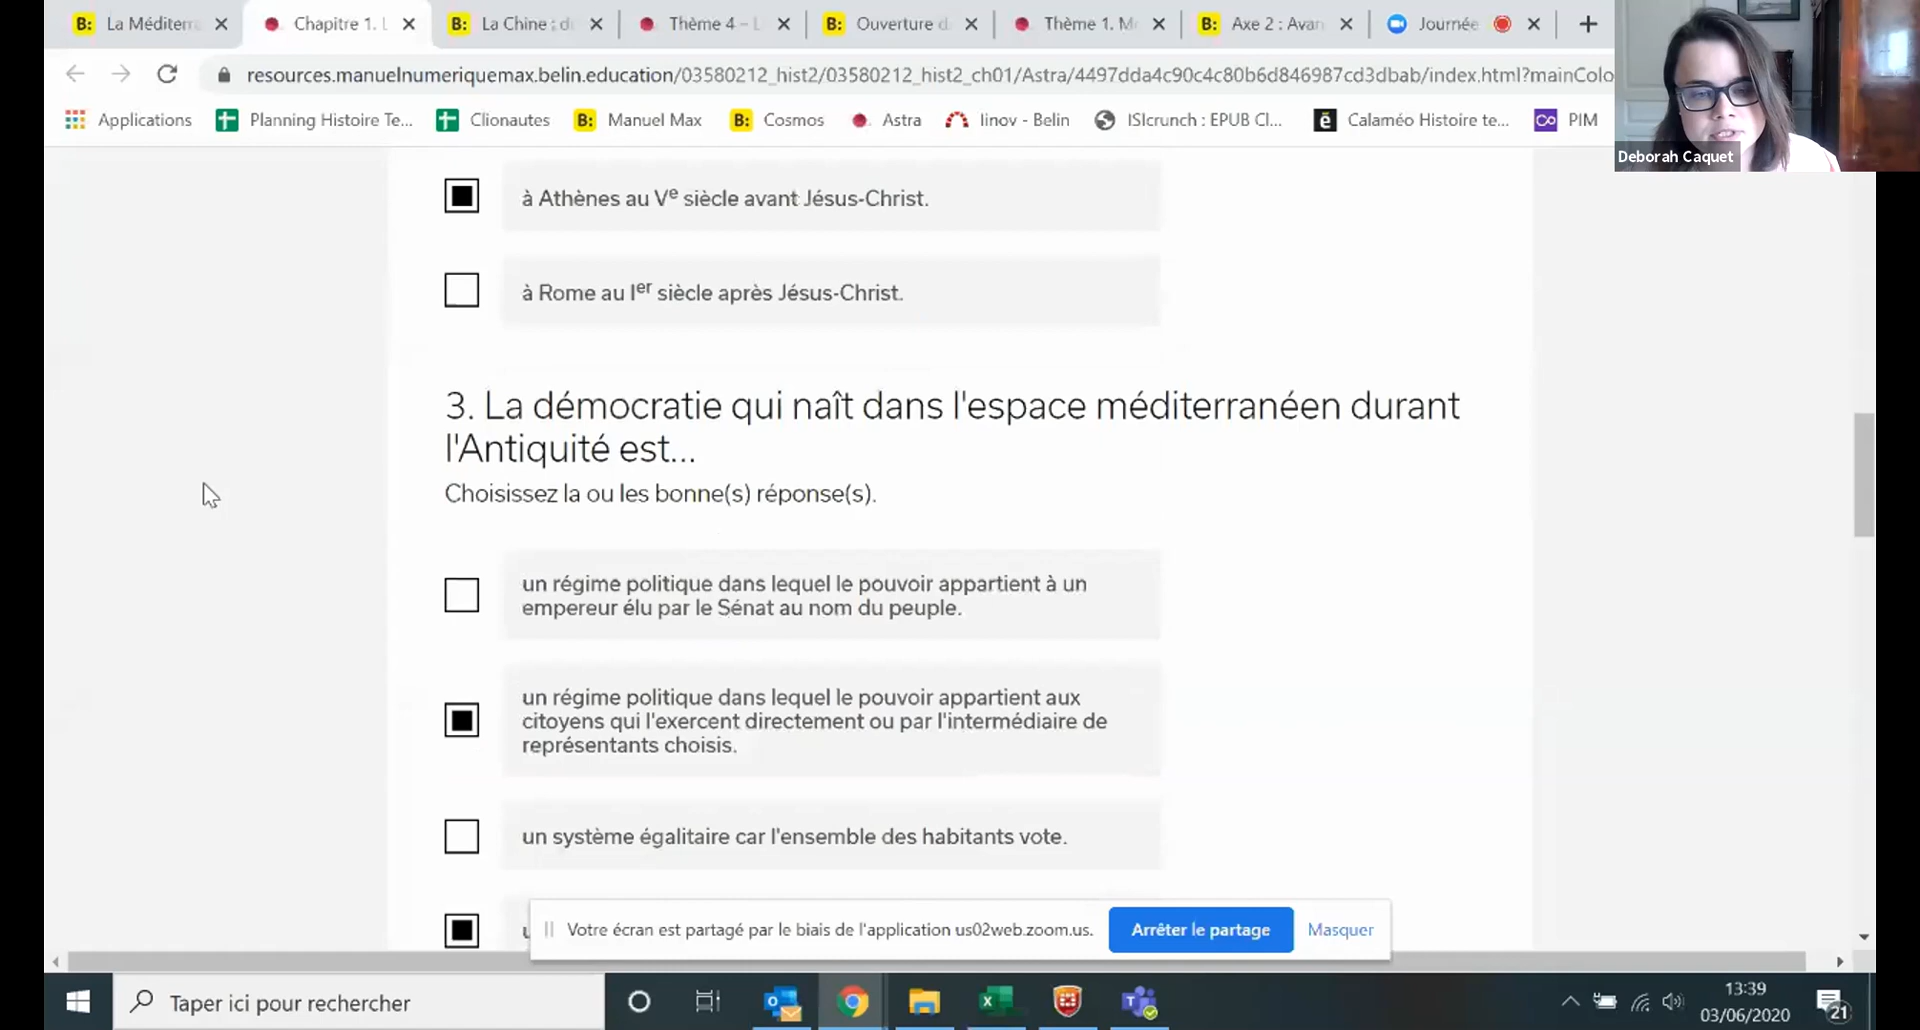 B: La Méditerra
Chapitre 1. L
B: La Chine : d
Thème 4 – L
B: Ouverture d
Thème 1. M
B: Axe 2 : Avan
Journée
resources.manuelnumeriquemax.belin.education/03580212_hist2/03580212_hist2_ch01/Astra/4497dda4c90c4c80b6d846987cd3dbab/index.html?mainColo
Applications
Planning Histoire Te...
Clionautes
B: Manuel Max
B: Cosmos
Astra
Iinov - Belin
ISIcrunch : EPUB Cl...
Calaméo Histoire te...
PIM
Deborah Caquet
à Athènes au Ve siècle avant Jésus-Christ.
à Rome au Ier siècle après Jésus-Christ.
3. La démocratie qui naît dans l'espace méditerranéen durant
l'Antiquité est...
Choisissez la ou les bonne(s) réponse(s).
un régime politique dans lequel le pouvoir appartient à un
empereur élu par le Sénat au nom du peuple.
un régime politique dans lequel le pouvoir appartient aux
citoyens qui l'exercent directement ou par l'intermédiaire de
représentants choisis.
un système égalitaire car l'ensemble des habitants vote.
Votre écran est partagé par le biais de l'application us02web.zoom.us.
Arrêter le partage
Masquer
Taper ici pour rechercher
13:39
03/06/2020
21